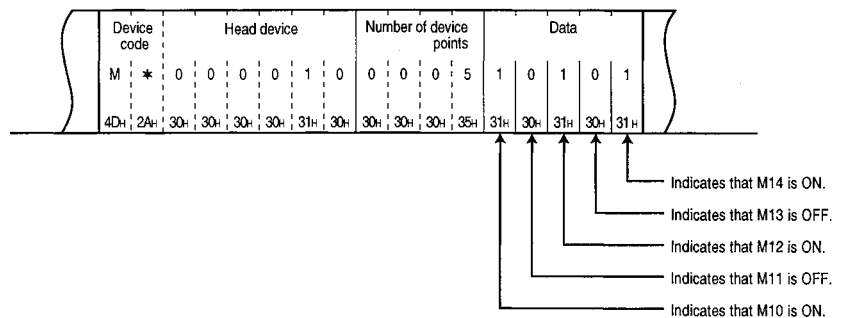 Device code Head device Number of device points Data
M * 0 0 0 0 1 0 0 0 0 5 1 0 1 0 1
4DH 2AH 30H 30H 30H 30H 31H 30H 30H 30H 30H 35H 31H 30H 31H 30H 31H
Indicates that M14 is ON.
Indicates that M13 is OFF.
Indicates that M12 is ON.
Indicates that M11 is OFF.
Indicates that M10 is ON.